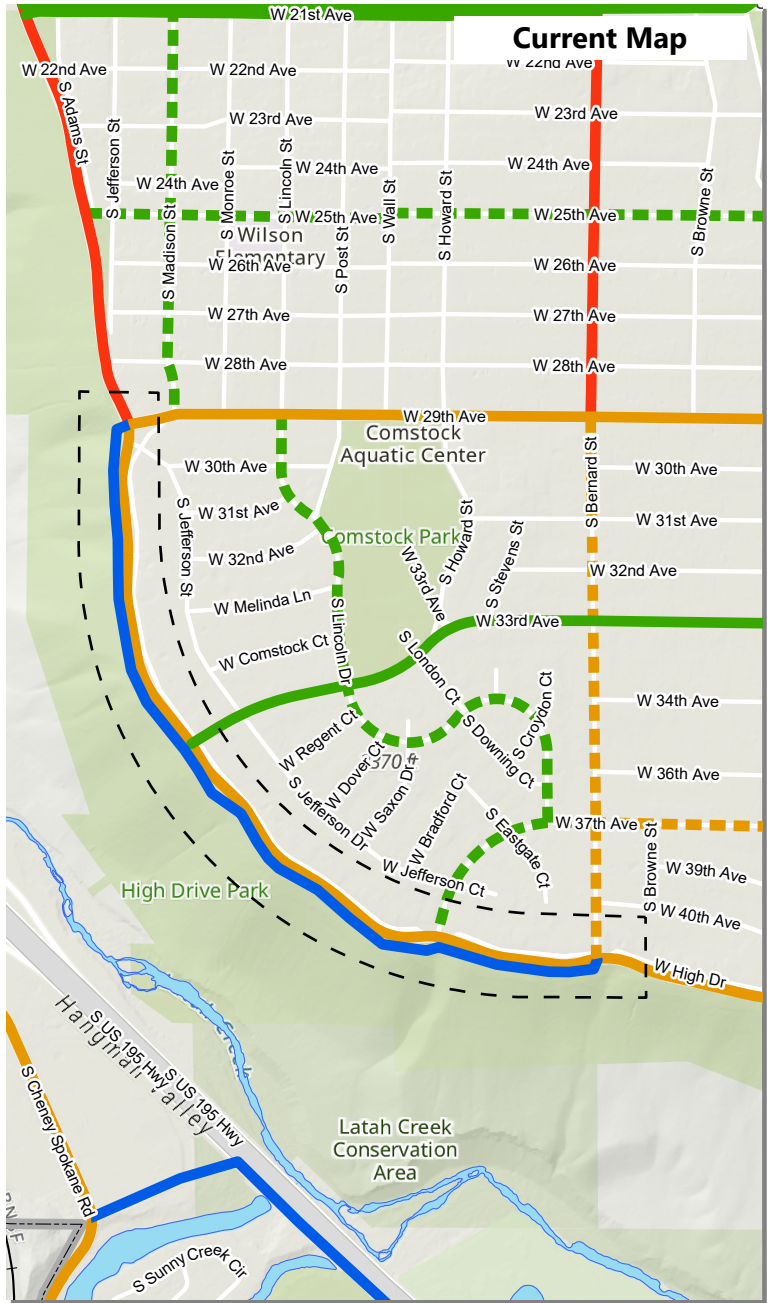 W 21st Ave
Current Map
W 22nd Ave
W 22nd Ave
W 22nd Ave
S Adams St
W 23rd Ave
W 23rd Ave
S Jefferson St
S Monroe St
S Lincoln St
W 24th Ave
W 24th Ave
W 24th Ave
S Madison St
S Post St
S Wall St
S Howard St
S Browne St
W 25th Ave
W 25th Ave
Wilson
Elementary
W 26th Ave
W 26th Ave
W 27th Ave
W 27th Ave
W 28th Ave
W 28th Ave
W 29th Ave
Comstock
Aquatic Center
W 30th Ave
W 30th Ave
S Bernard St
S Jefferson St
W 31st Ave
W 31st Ave
S Howard St
S Stevens St
Comstock Park
W 32nd Ave
W 33rd Ave
W 32nd Ave
W Melinda Ln
S Lincoln Dr
W 33rd Ave
W Comstock Ct
S London Ct
S Croydon Ct
W 34th Ave
W Regent Ct
S Downing Ct
W Dover Ct
370 ft
W Saxon Dr
W 36th Ave
S Jefferson Dr
W Bradford Ct
S Eastgate Ct
W 37th Ave
S Browne St
W 39th Ave
W Jefferson Ct
High Drive Park
W 40th Ave
W High Dr
Hangman Valley
S US 195 Hwy
S US 195 Hwy
Creek
S Cheney Spokane Rd
Latah Creek
Conservation
Area
BNSF
S Sunny Creek Cir